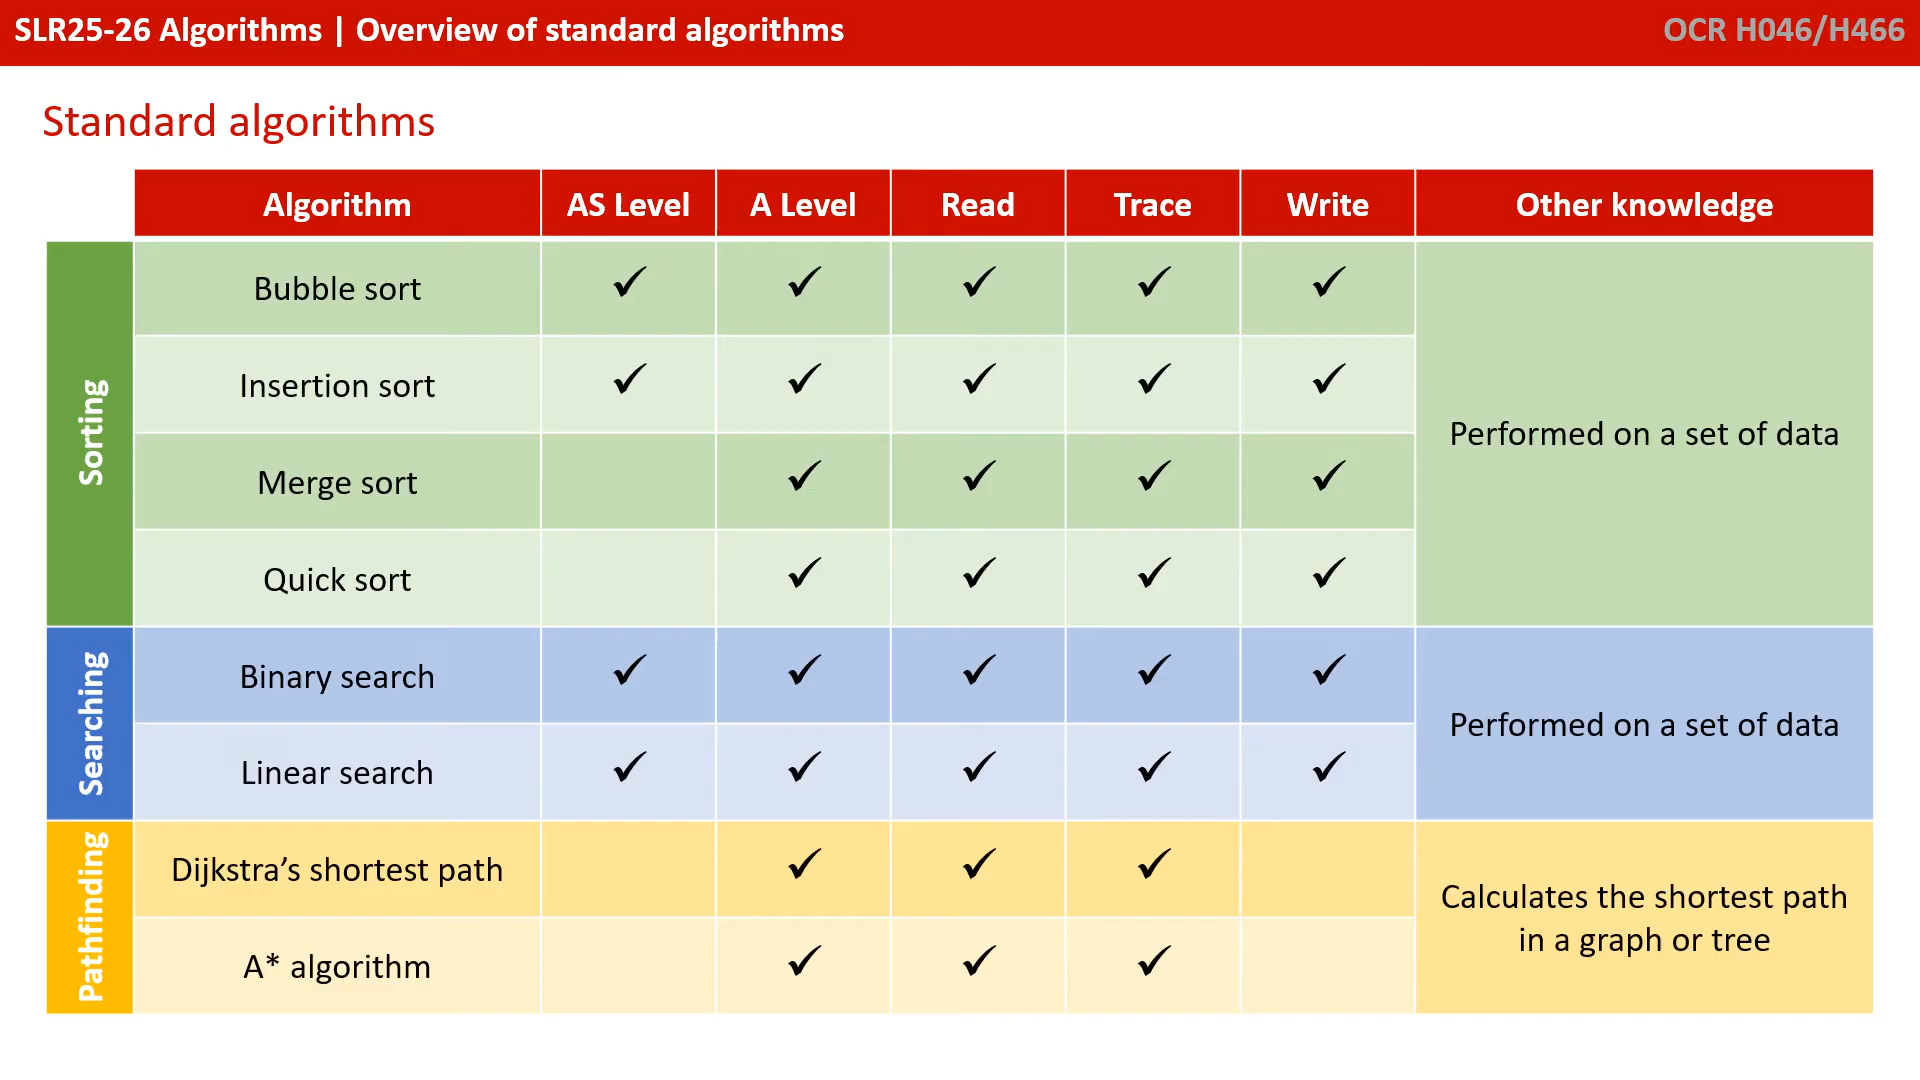 SLR25-26 Algorithms | Overview of standard algorithms
OCR H046/H466
Standard algorithms
Algorithm AS Level A Level Read Trace Write Other knowledge
Sorting
Bubble sort ✓ ✓ ✓ ✓ ✓
Insertion sort ✓ ✓ ✓ ✓ ✓
Merge sort ✓ ✓ ✓ ✓
Quick sort ✓ ✓ ✓ ✓
Performed on a set of data
Searching
Binary search ✓ ✓ ✓ ✓ ✓
Linear search ✓ ✓ ✓ ✓ ✓
Performed on a set of data
Pathfinding
Dijkstra’s shortest path ✓ ✓ ✓
A* algorithm ✓ ✓ ✓
Calculates the shortest path
in a graph or tree